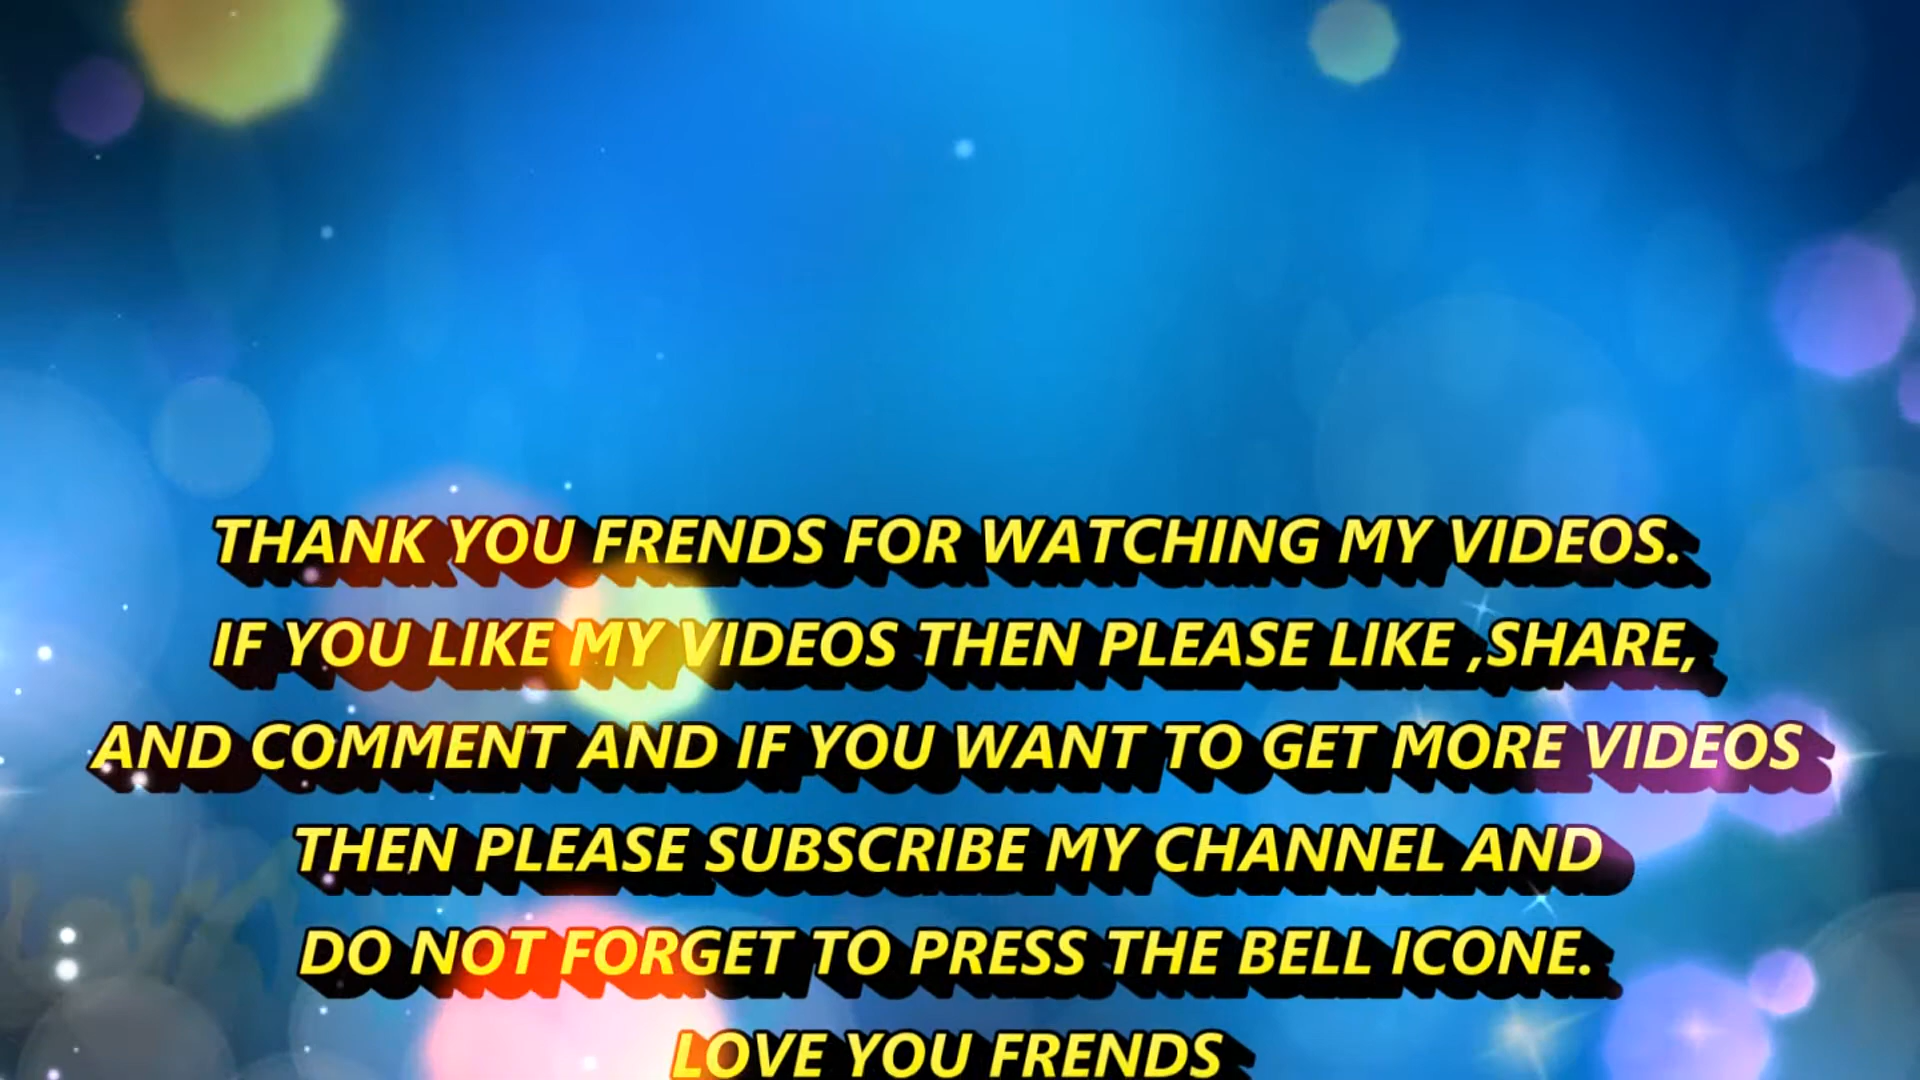 THANK YOU FRENDS FOR WATCHING MY VIDEOS.
IF YOU LIKE MY VIDEOS THEN PLEASE LIKE ,SHARE,
AND COMMENT AND IF YOU WANT TO GET MORE VIDEOS
THEN PLEASE SUBSCRIBE MY CHANNEL AND
DO NOT FORGET TO PRESS THE BELL ICONE.
LOVE YOU FRENDS